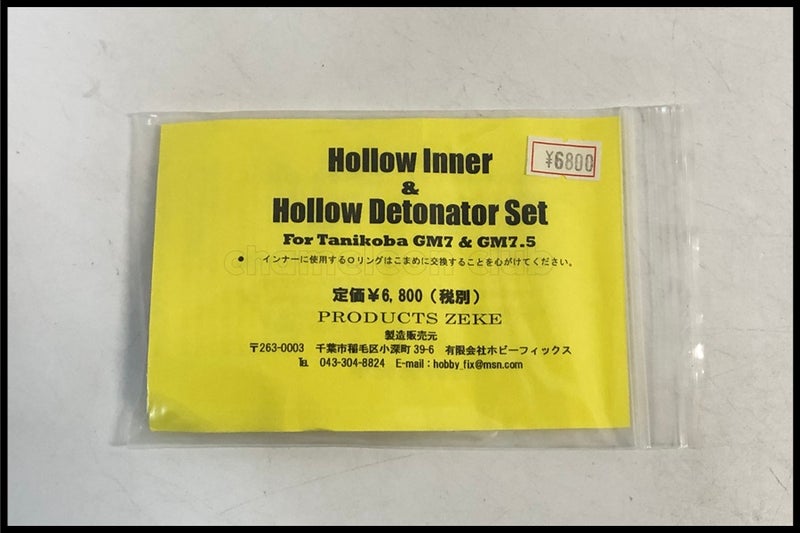 Hollow Inner
¥6800
&
Hollow Detonator Set
For Tanikoba GM7 & GM7.5
● インナーに使用するOリングはこまめに交換することを心がけてください。
定価¥6,800(税別)
PRODUCTS ZEKE
製造販売元
〒263-0003 千葉市稲毛区小深町39-6 有限会社ホビーフィックス
℡ 043-304-8824 E-mail:hobby_fix@msn.com